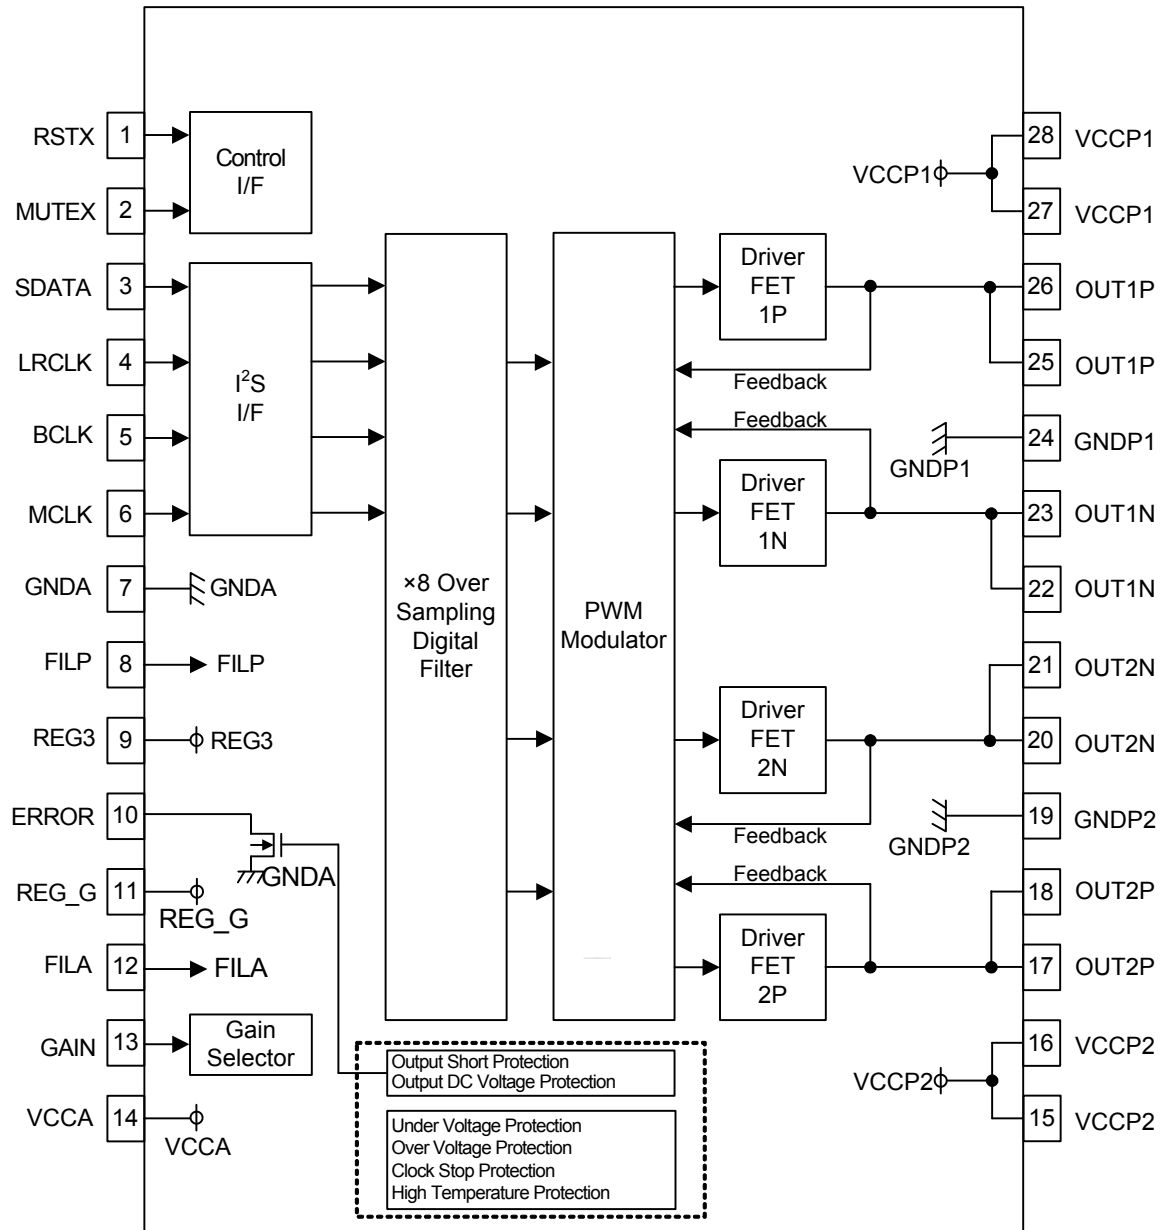 RSTX 1
MUTEX 2
SDATA 3
LRCLK 4
BCLK 5
MCLK 6
GNDA 7 GNDA
FILP 8 FILP
REG3 9 REG3
ERROR 10
GNDA
REG_G 11
REG_G
FILA 12 FILA
GAIN 13
VCCA 14
VCCA
Control
I/F
I²S
I/F
Gain
Selector
×8 Over
Sampling
Digital
Filter
PWM
Modulator
Driver
FET
1P
Feedback
Feedback
Driver
FET
1N
Driver
FET
2N
Feedback
Feedback
Driver
FET
2P
Output Short Protection
Output DC Voltage Protection
Under Voltage Protection
Over Voltage Protection
Clock Stop Protection
High Temperature Protection
28 VCCP1
VCCP1
27 VCCP1
26 OUT1P
25 OUT1P
24 GNDP1
GNDP1
23 OUT1N
22 OUT1N
21 OUT2N
20 OUT2N
19 GNDP2
GNDP2
18 OUT2P
17 OUT2P
16 VCCP2
VCCP2
15 VCCP2